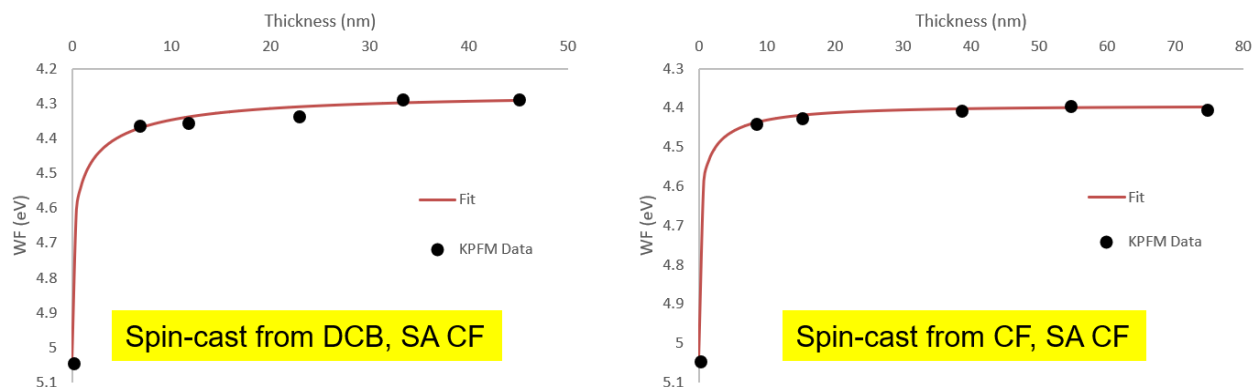 Thickness (nm)
0 10 20 30 40 50
4.2
4.3
4.4
4.5
4.6
4.7
4.8
4.9
5
5.1
WF (eV)
Fit
KPFM Data
Spin-cast from DCB, SA CF
Thickness (nm)
0 10 20 30 40 50 60 70 80
4.3
4.4
4.5
4.6
4.7
4.8
4.9
5
5.1
WF (eV)
Fit
KPFM Data
Spin-cast from CF, SA CF